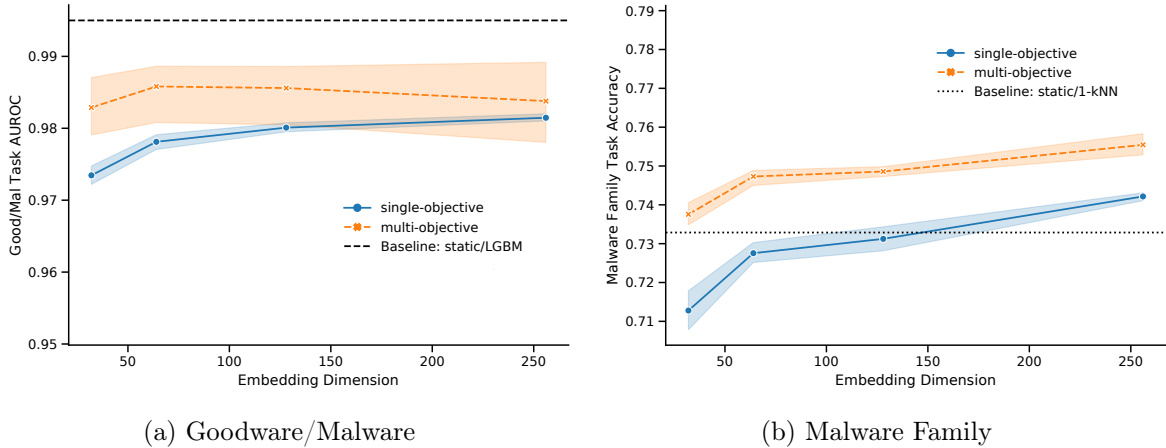 0.99
0.98
0.97
0.96
0.95
Good/Mal Task AUROC
single-objective
multi-objective
Baseline: static/LGBM
50
100
150
200
250
Embedding Dimension
(a) Goodware/Malware
0.79
0.78
0.77
0.76
0.75
0.74
0.73
0.72
0.71
Malware Family Task Accuracy
single-objective
multi-objective
Baseline: static/1-kNN
50
100
150
200
250
Embedding Dimension
(b) Malware Family